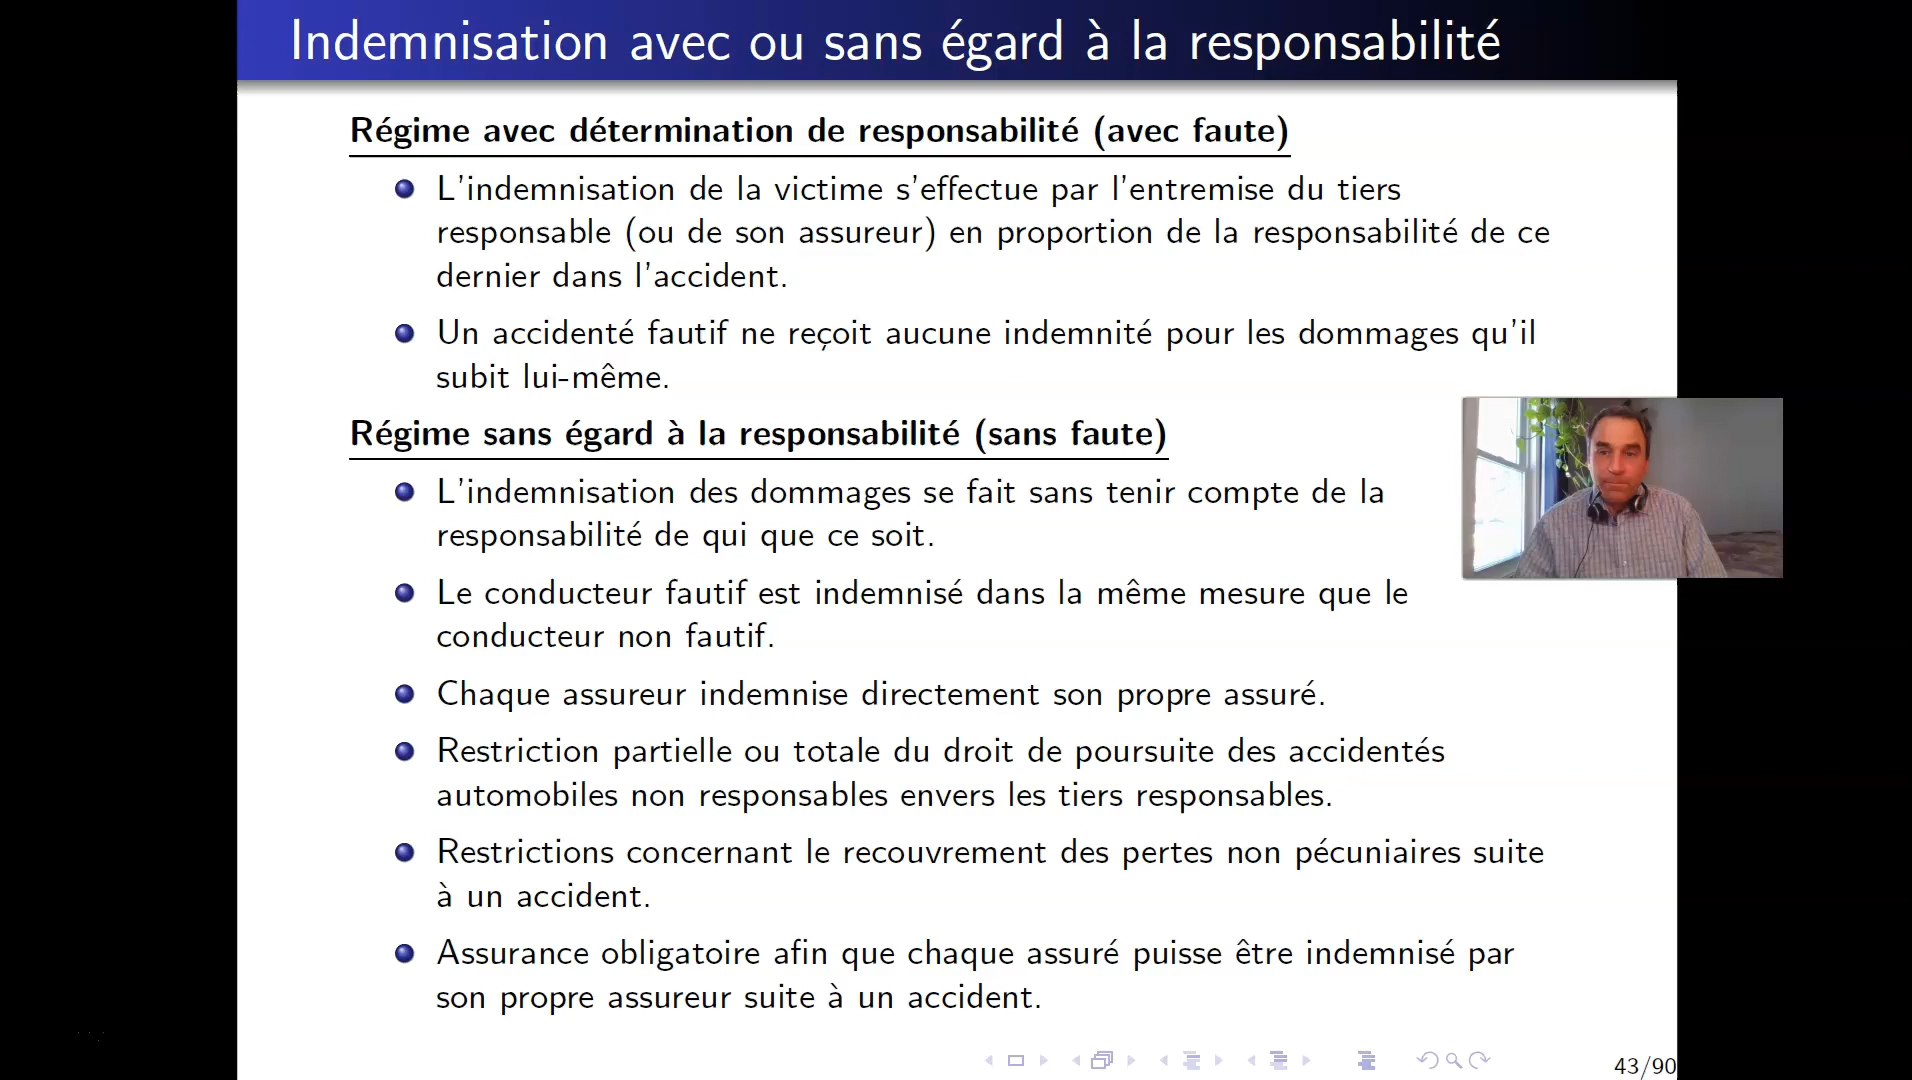 Indemnisation avec ou sans égard à la responsabilité
Régime avec détermination de responsabilité (avec faute)
L'indemnisation de la victime s'effectue par l'entremise du tiers
responsable (ou de son assureur) en proportion de la responsabilité de ce
dernier dans l'accident.
Un accidenté fautif ne reçoit aucune indemnité pour les dommages qu'il
subit lui-même.
Régime sans égard à la responsabilité (sans faute)
L'indemnisation des dommages se fait sans tenir compte de la
responsabilité de qui que ce soit.
Le conducteur fautif est indemnisé dans la même mesure que le
conducteur non fautif.
Chaque assureur indemnise directement son propre assuré.
Restriction partielle ou totale du droit de poursuite des accidentés
automobiles non responsables envers les tiers responsables.
Restrictions concernant le recouvrement des pertes non pécuniaires suite
à un accident.
Assurance obligatoire afin que chaque assuré puisse être indemnisé par
son propre assureur suite à un accident.
43/90